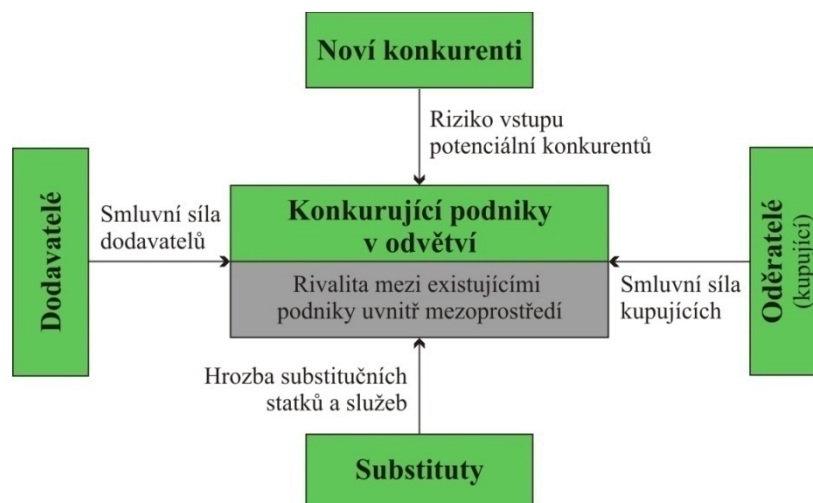 Noví konkurenti
Riziko vstupu
potenciální konkurentů
Dodavatelé
Smluvní síla
dodavatelů
Konkurující podniky
v odvětví
Rivalita mezi existujícími
podniky uvnitř mezoprostředí
Smluvní síla
kupujících
Oděratelé
(kupující)
Hrozba substitučních
statků a služeb
Substituty